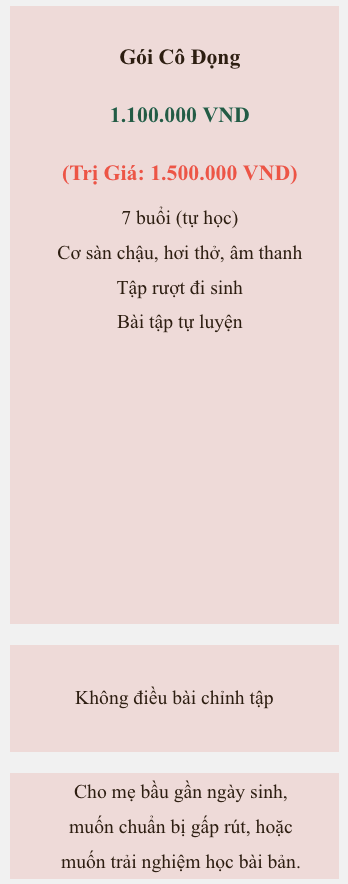 Gói Cô Đọng
1.100.000 VND
(Trị Giá: 1.500.000 VND)
7 buổi (tự học)
Cơ sàn chậu, hơi thở, âm thanh
Tập rượt đi sinh
Bài tập tự luyện
Không điều bài chỉnh tập
Cho mẹ bầu gần ngày sinh,
muốn chuẩn bị gấp rút, hoặc
muốn trải nghiệm học bài bản.